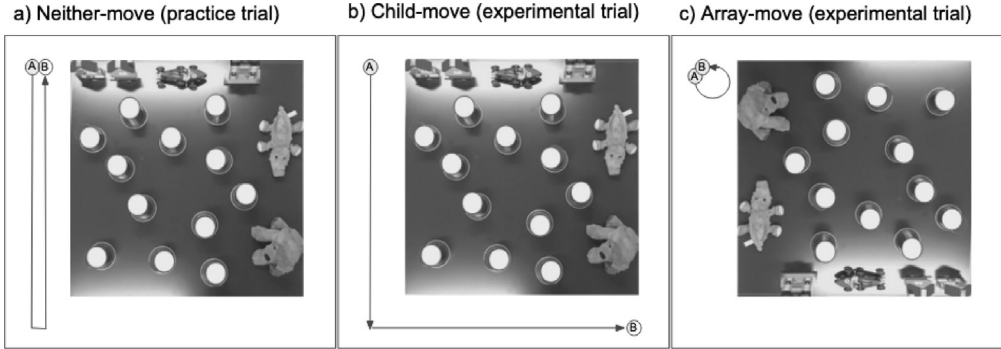 a) Neither-move (practice trial)
b) Child-move (experimental trial)
c) Array-move (experimental trial)
A B
A
B
B
A